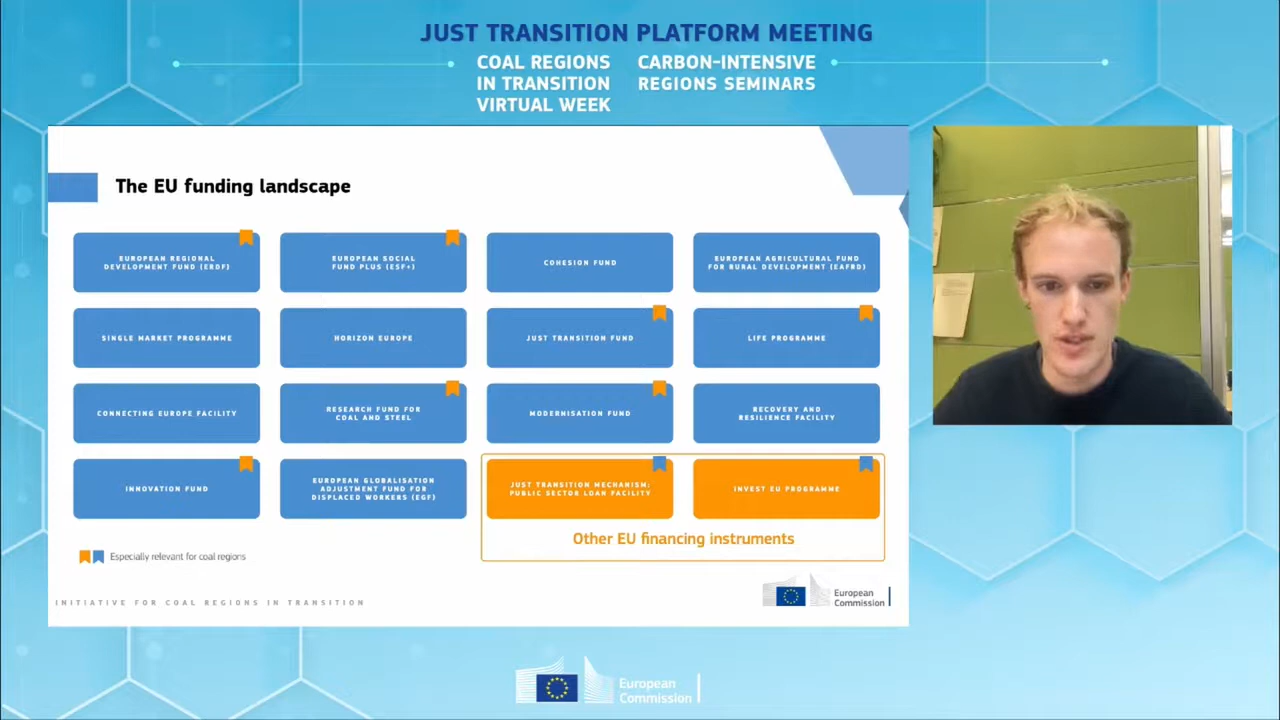 JUST TRANSITION PLATFORM MEETING
COAL REGIONS
IN TRANSITION
VIRTUAL WEEK
CARBON-INTENSIVE
REGIONS SEMINARS
The EU funding landscape
EUROPEAN REGIONAL
DEVELOPMENT FUND (ERDF)
EUROPEAN SOCIAL
FUND PLUS (ESF+)
COHESION FUND
EUROPEAN AGRICULTURAL FUND
FOR RURAL DEVELOPMENT (EAFRD)
SINGLE MARKET PROGRAMME
HORIZON EUROPE
JUST TRANSITION FUND
LIFE PROGRAMME
CONNECTING EUROPE FACILITY
RESEARCH FUND FOR
COAL AND STEEL
MODERNISATION FUND
RECOVERY AND
RESILIENCE FACILITY
INNOVATION FUND
EUROPEAN GLOBALISATION
ADJUSTMENT FUND FOR
DISPLACED WORKERS (EGF)
JUST TRANSITION MECHANISM:
PUBLIC SECTOR LOAN FACILITY
INVEST EU PROGRAMME
Other EU financing instruments
Especially relevant for coal regions
INITIATIVE FOR COAL REGIONS IN TRANSITION
European
Commission
European
Commission